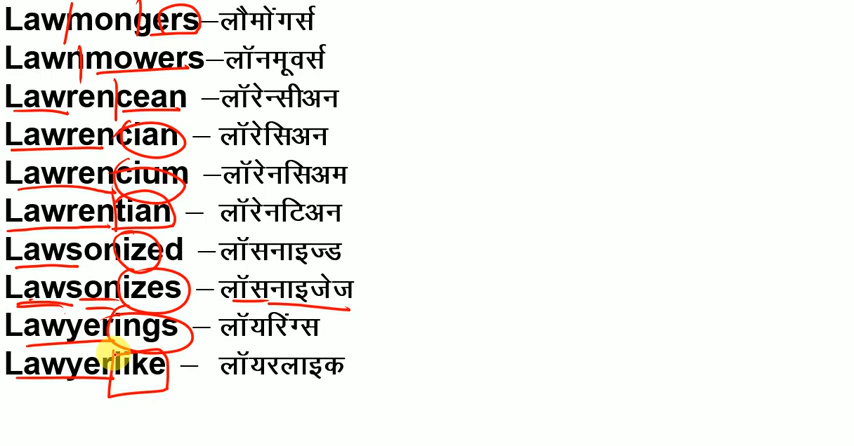 Lawmongers–लौमोंगर्स
Lawnmowers–लॉनमूवर्स
Lawrencean –लॉरेन्सीअन
Lawrencian – लॉरेसिअन
Lawrencium –लॉरेनसिअम
Lawrentian – लॉरेनटिअन
Lawsonized –लॉसनाइज्ड
Lawsonizes –लॉसनाइजेज
Lawyerings –लॉयरिंग्स
Lawyerlike – लॉयरलाइक